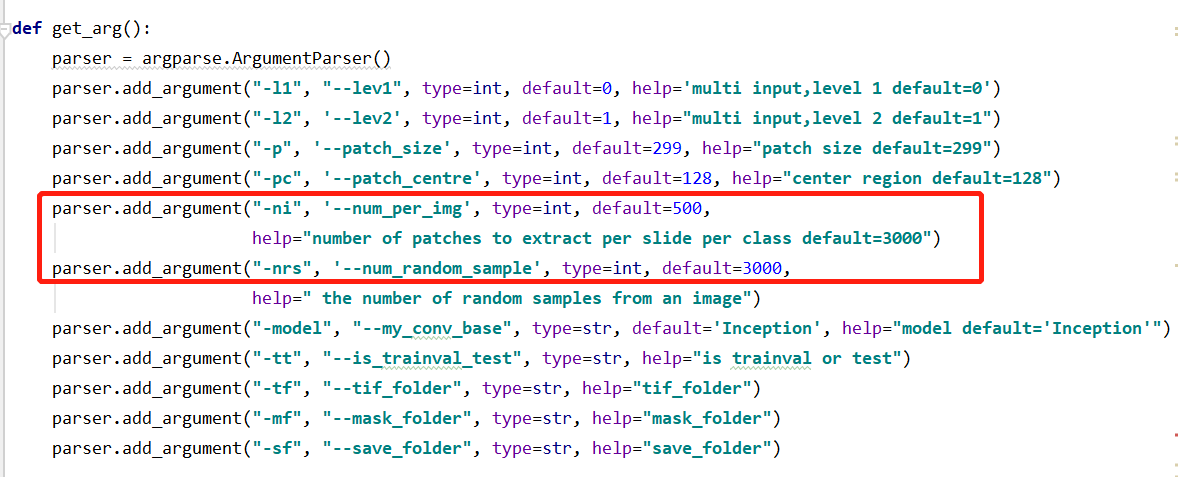 def get_arg():
    parser = argparse.ArgumentParser()
    parser.add_argument("-l1", "--lev1", type=int, default=0, help='multi input,level 1 default=0')
    parser.add_argument("-l2", '--lev2', type=int, default=1, help="multi input,level 2 default=1")
    parser.add_argument("-p", '--patch_size', type=int, default=299, help="patch size default=299")
    parser.add_argument("-pc", '--patch_centre', type=int, default=128, help="center region default=128")
    parser.add_argument("-ni", '--num_per_img', type=int, default=500,
                        help="number of patches to extract per slide per class default=3000")
    parser.add_argument("-nrs", '--num_random_sample', type=int, default=3000,
                        help=" the number of random samples from an image")
    parser.add_argument("-model", "--my_conv_base", type=str, default='Inception', help="model default='Inception'")
    parser.add_argument("-tt", "--is_trainval_test", type=str, help="is trainval or test")
    parser.add_argument("-tf", "--tif_folder", type=str, help="tif_folder")
    parser.add_argument("-mf", "--mask_folder", type=str, help="mask_folder")
    parser.add_argument("-sf", "--save_folder", type=str, help="save_folder")